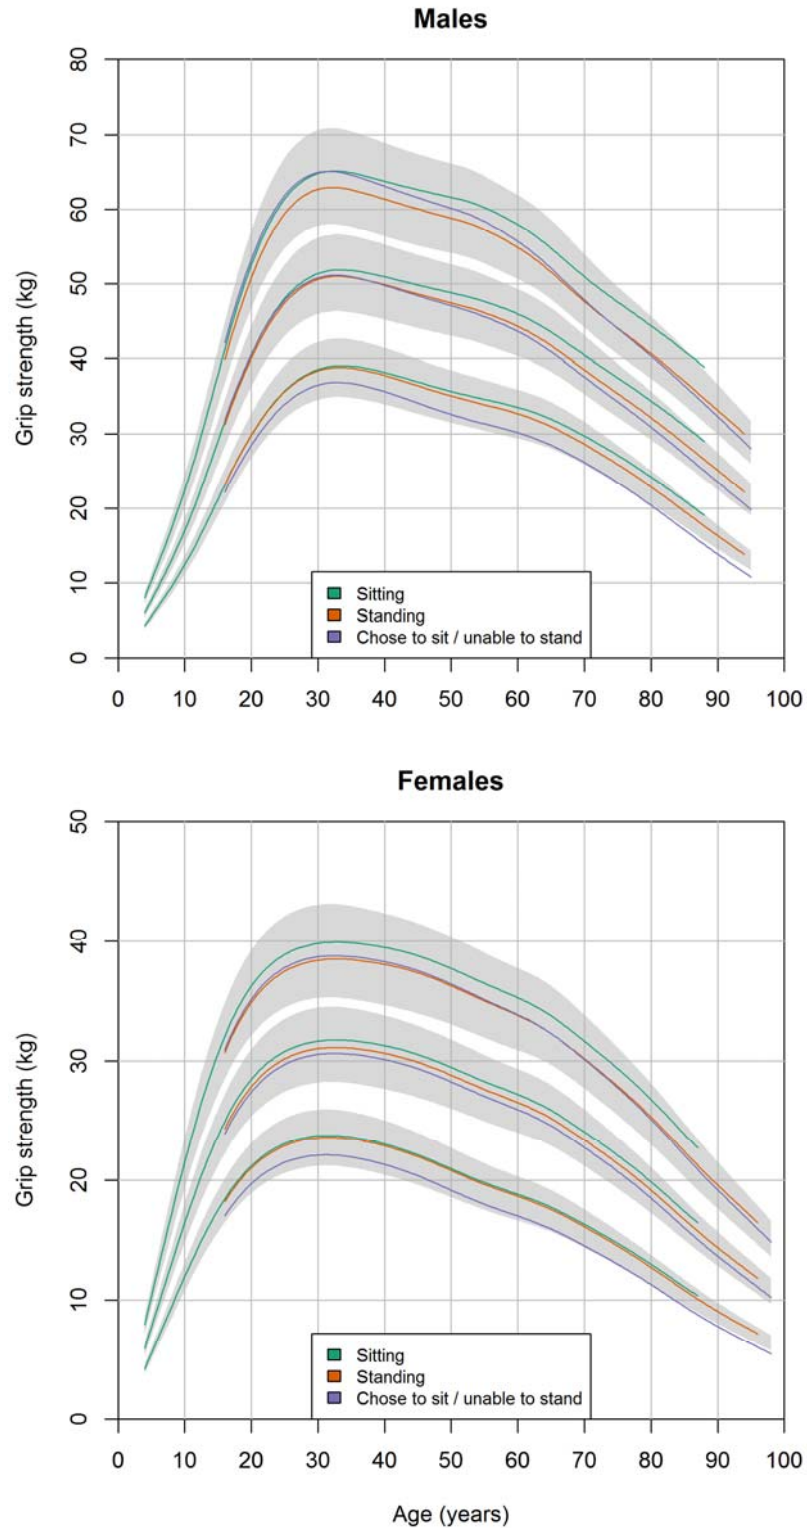 Males
80
70
60
50
40
30
20
10
0
Grip strength (kg)
Sitting
Standing
Chose to sit / unable to stand
0 10 20 30 40 50 60 70 80 90 100
Females
50
40
30
20
10
0
Grip strength (kg)
Sitting
Standing
Chose to sit / unable to stand
0 10 20 30 40 50 60 70 80 90 100
Age (years)